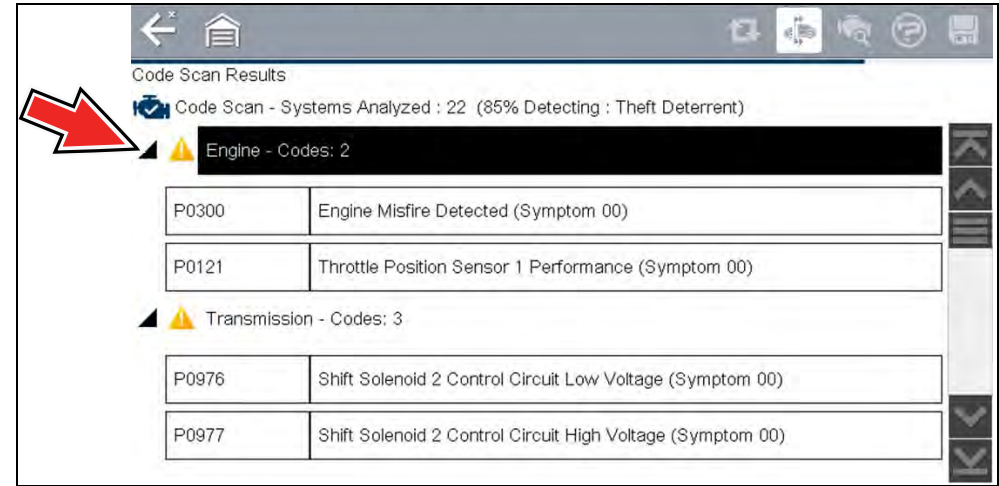 Code Scan Results
Code Scan - Systems Analyzed : 22 (85% Detecting : Theft Deterrent)
Engine - Codes: 2
P0300 Engine Misfire Detected (Symptom 00)
P0121 Throttle Position Sensor 1 Performance (Symptom 00)
Transmission - Codes: 3
P0976 Shift Solenoid 2 Control Circuit Low Voltage (Symptom 00)
P0977 Shift Solenoid 2 Control Circuit High Voltage (Symptom 00)